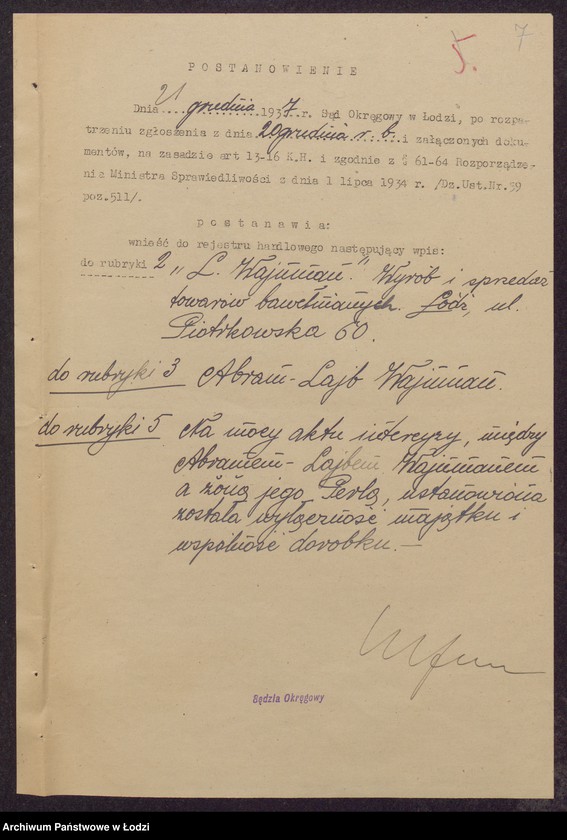 5. 7
POSTANOWIENIE
Dnia 21 grudnia 1937 r. Sąd Okręgowy w Łodzi, po rozpa-
trzeniu zgłoszenia z dnia 20 grudnia r. b. i załączonych doku-
mentów, na zasadzie art 13-16 K.H. i zgodnie z § 61-64 Rozporządze-
nia Ministra Sprawiedliwości z dnia 1 lipca 1934 r. /Dz.Ust.Nr.59
poz.511/.
postanawia:
wnieść do rejestru handlowego następujący wpis:
do rubryki 2 „L. Wajnman." Wyrób i sprzedaż
towarów bawełnianych. Łódź, ul.
Piotrkowska 60.
do rubryki 3 Abram-Lajb Wajnman.
do rubryki 5 Na mocy aktu intercyzy, między
Abramem-Lajbem Wajnmanem
a żoną jego Perlą, ustanowiona
została wyłączność majątku i
wspólność dorobku.—
Sędzia Okręgowy
Archiwum Państwowe w Łodzi